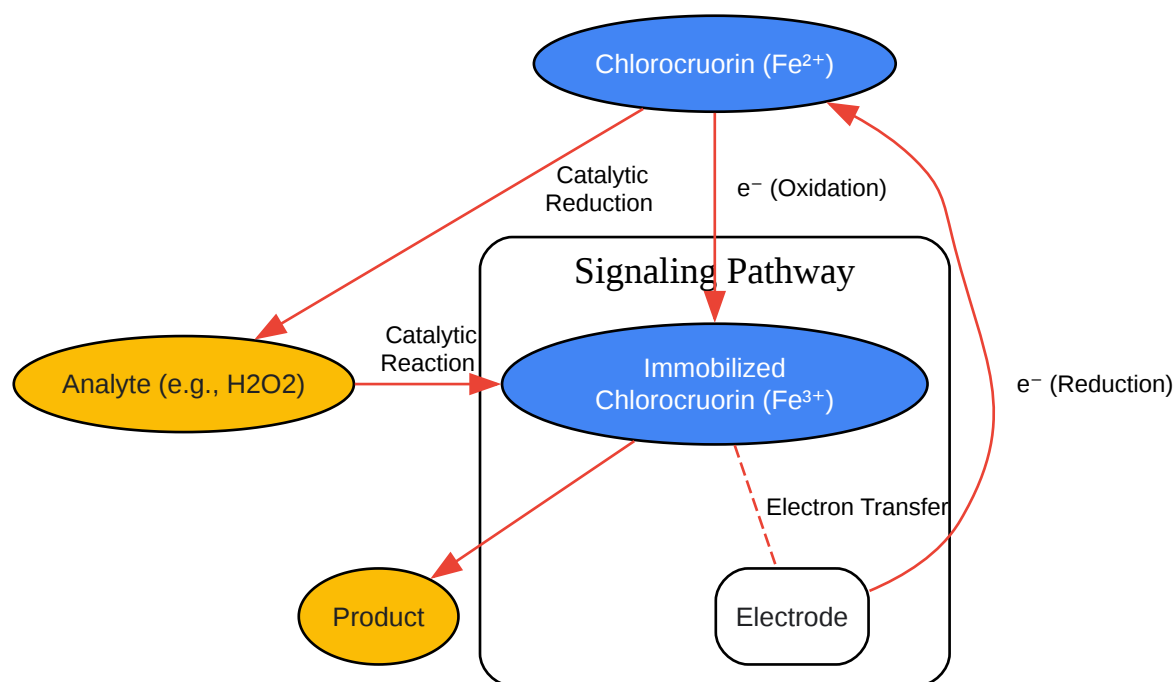 Chlorocruorin (Fe²⁺)
Catalytic
Reduction
e⁻ (Oxidation)
Signaling Pathway
Analyte (e.g., H2O2)
Catalytic
Reaction
Immobilized
Chlorocruorin (Fe³⁺)
e⁻ (Reduction)
Electron Transfer
Product
Electrode